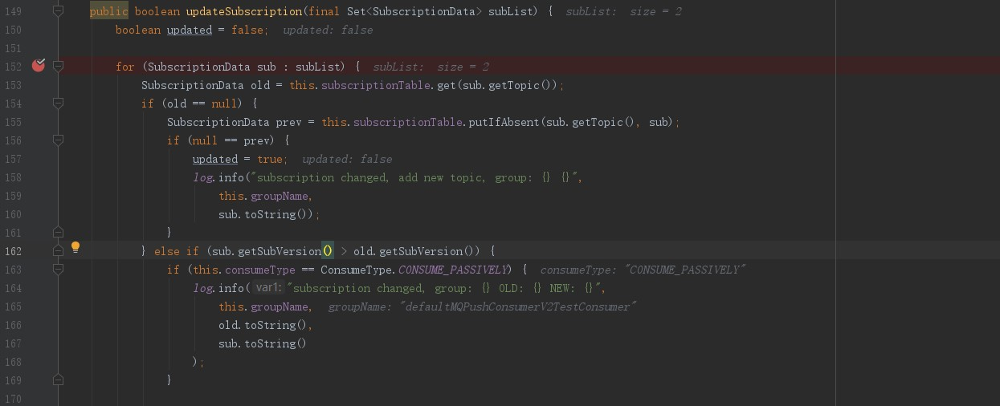 149 public boolean updateSubscription(final Set<SubscriptionData> subList) { subList: size = 2
150 boolean updated = false; updated: false
151
152 for (SubscriptionData sub : subList) { subList: size = 2
153 SubscriptionData old = this.subscriptionTable.get(sub.getTopic());
154 if (old == null) {
155 SubscriptionData prev = this.subscriptionTable.putIfAbsent(sub.getTopic(), sub);
156 if (null == prev) {
157 updated = true; updated: false
158 log.info("subscription changed, add new topic, group: {} {}",
159 this.groupName,
160 sub.toString());
161 }
162 } else if (sub.getSubVersion() > old.getSubVersion()) {
163 if (this.consumeType == ConsumeType.CONSUME_PASSIVELY) { consumeType: "CONSUME_PASSIVELY"
164 log.info( var1: "subscription changed, group: {} OLD: {} NEW: {}",
165 this.groupName, groupName: "defaultMQPushConsumerV2TestConsumer"
166 old.toString(),
167 sub.toString()
168 );
169 }
170